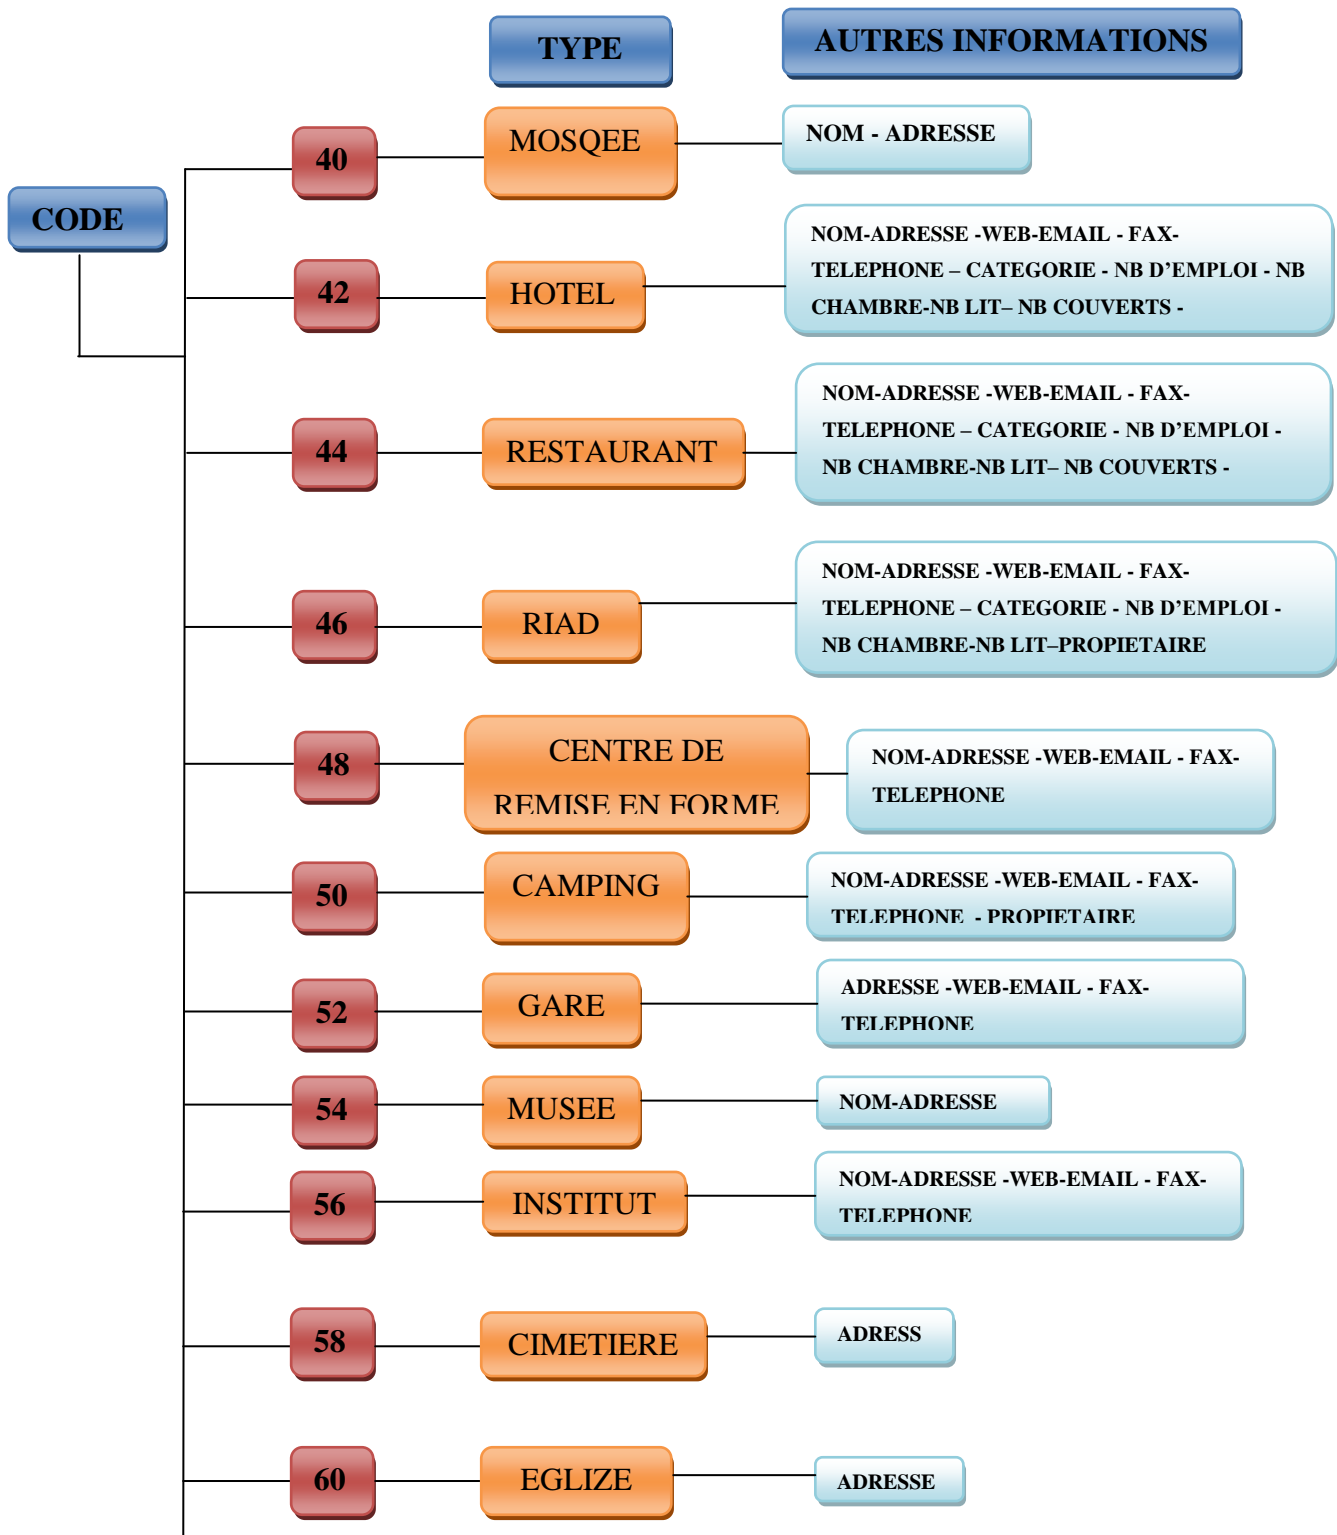 TYPE
AUTRES INFORMATIONS
CODE
40
MOSQEE
NOM - ADRESSE
42
HOTEL
NOM-ADRESSE -WEB-EMAIL - FAX-
TELEPHONE – CATEGORIE - NB D'EMPLOI - NB
CHAMBRE-NB LIT– NB COUVERTS -
44
RESTAURANT
NOM-ADRESSE -WEB-EMAIL - FAX-
TELEPHONE – CATEGORIE - NB D'EMPLOI -
NB CHAMBRE-NB LIT– NB COUVERTS -
46
RIAD
NOM-ADRESSE -WEB-EMAIL - FAX-
TELEPHONE – CATEGORIE - NB D'EMPLOI -
NB CHAMBRE-NB LIT–PROPIETAIRE
48
CENTRE DE
REMISE EN FORME
NOM-ADRESSE -WEB-EMAIL - FAX-
TELEPHONE
50
CAMPING
NOM-ADRESSE -WEB-EMAIL - FAX-
TELEPHONE - PROPIETAIRE
52
GARE
ADRESSE -WEB-EMAIL - FAX-
TELEPHONE
54
MUSEE
NOM-ADRESSE
56
INSTITUT
NOM-ADRESSE -WEB-EMAIL - FAX-
TELEPHONE
58
CIMETIERE
ADRESS
60
EGLIZE
ADRESSE